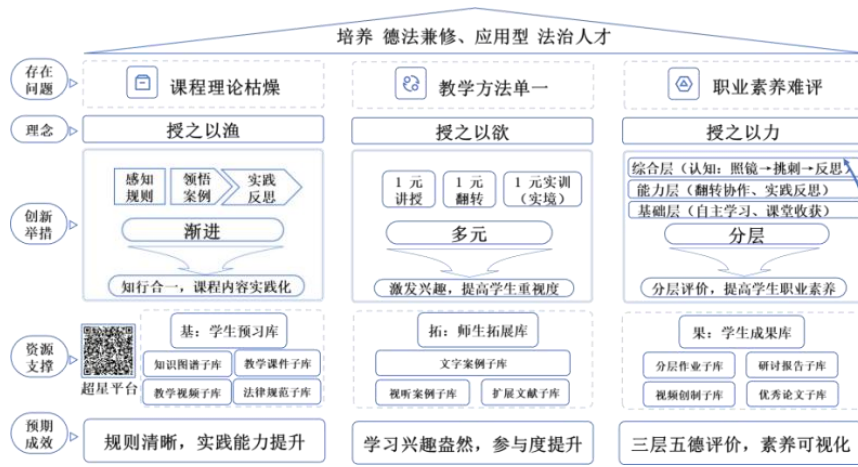 培养 德法兼修、应用型 法治人才
存在
问题
课程理论枯燥
教学方法单一
职业素养难评
理念
授之以渔
授之以欲
授之以力
创新
举措
感知
规则
领悟
案例
实践
反思
渐进
知行合一，课程内容实践化
1 元
讲授
1 元
翻转
1 元实训
（实境）
多元
激发兴趣，提高学生重视度
综合层（认知：照镜→挑刺→反思）
能力层（翻转协作、实践反思）
基础层（自主学习、课堂收获）
分层
分层评价，提高学生职业素养
资源
支撑
超星平台
基：学生预习库
知识图谱子库
教学课件子库
教学视频子库
法律规范子库
拓：师生拓展库
文字案例子库
视听案例子库
扩展文献子库
果：学生成果库
分层作业子库
研讨报告子库
视频创制子库
优秀论文子库
预期
成效
规则清晰，实践能力提升
学习兴趣盎然，参与度提升
三层五德评价，素养可视化